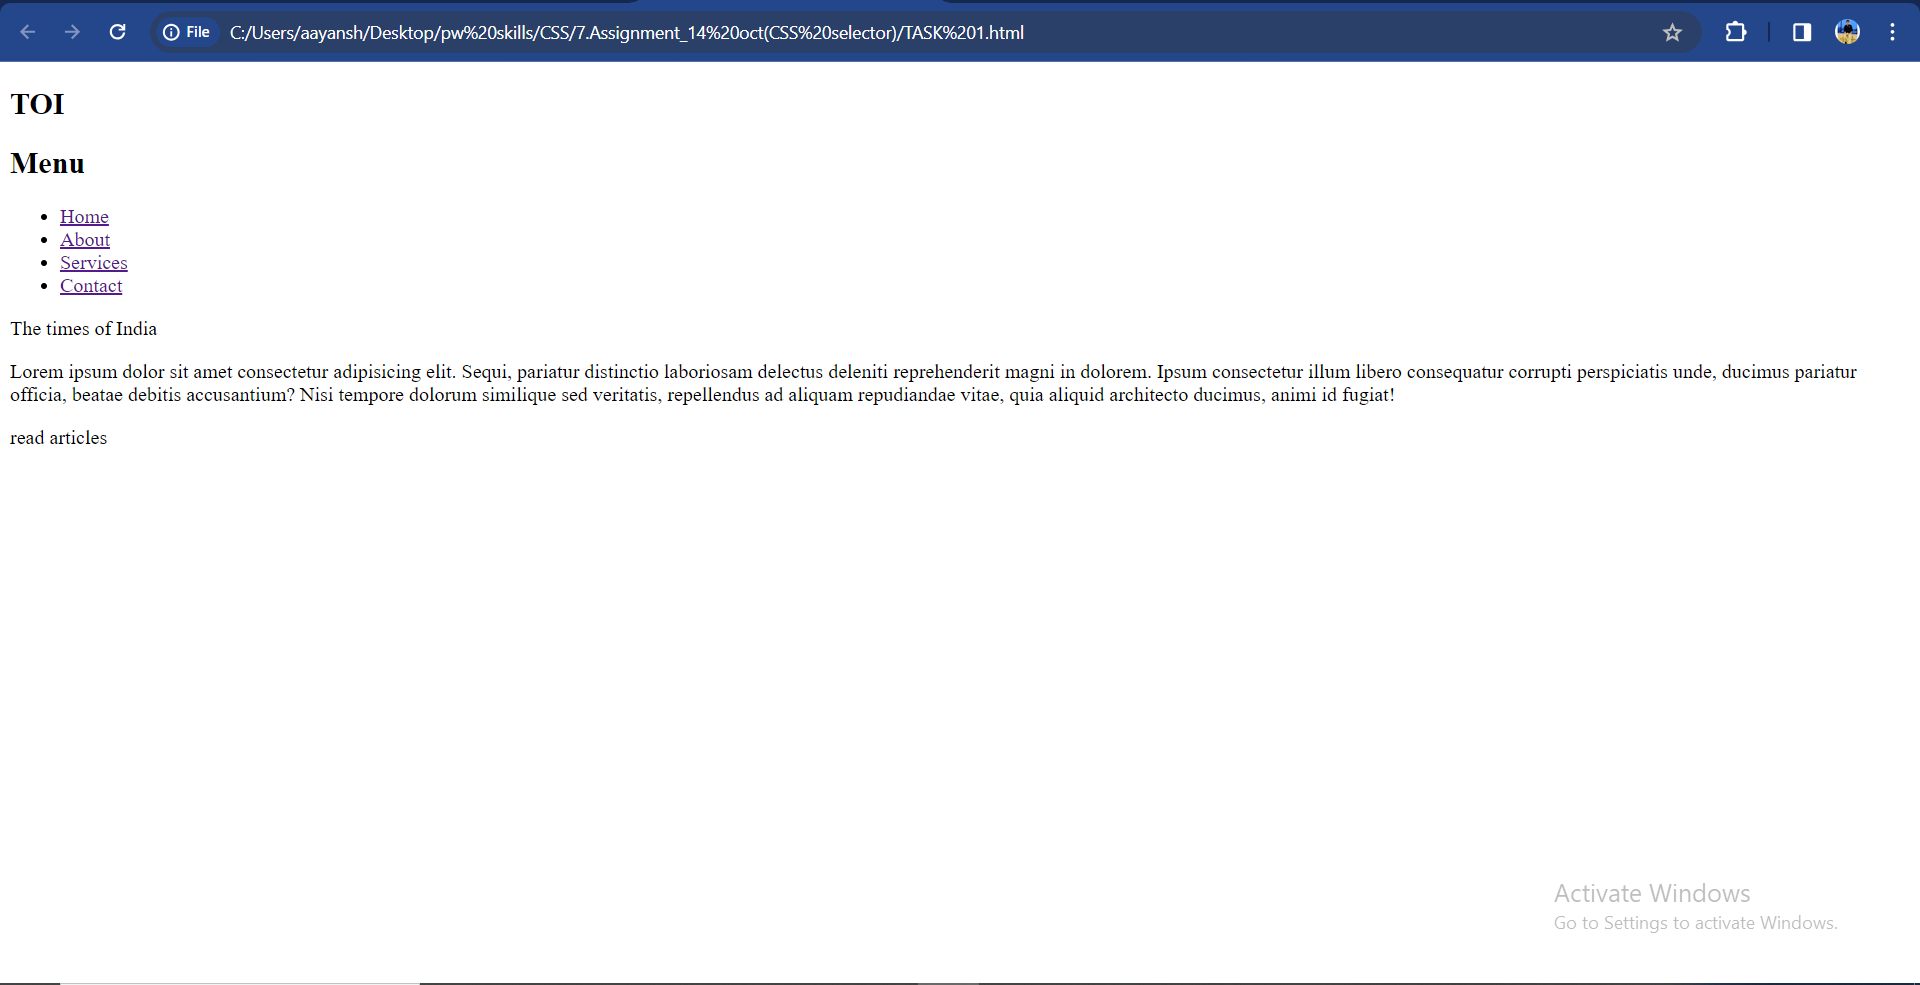 File C:/Users/aayansh/Desktop/pw%20skills/CSS/7.Assignment_14%20oct(CSS%20selector)/TASK%201.html
TOI
Menu
Home
About
Services
Contact
The times of India
Lorem ipsum dolor sit amet consectetur adipisicing elit. Sequi, pariatur distinctio laboriosam delectus deleniti reprehenderit magni in dolorem. Ipsum consectetur illum libero consequatur corrupti perspiciatis unde, ducimus pariatur
officia, beatae debitis accusantium? Nisi tempore dolorum similique sed veritatis, repellendus ad aliquam repudiandae vitae, quia aliquid architecto ducimus, animi id fugiat!
read articles
Activate Windows
Go to Settings to activate Windows.